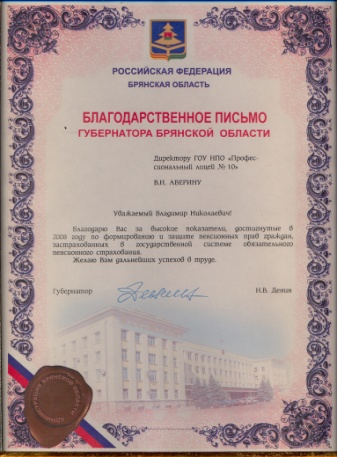 РОССИЙСКАЯ ФЕДЕРАЦИЯ
БРЯНСКАЯ ОБЛАСТЬ
БЛАГОДАРСТВЕННОЕ ПИСЬМО
ГУБЕРНАТОРА БРЯНСКОЙ ОБЛАСТИ
Директору ГОУ НПО «Профес-
сиональный лицей № 10»
В.Н. АВЕРИНУ
Уважаемый Владимир Николаевич!
Благодарю Вас за высокие показатели, достигнутые в
2008 году по формированию и защите пенсионных прав граждан,
застрахованных в государственной системе обязательного
пенсионного страхования.
Желаю Вам дальнейших успехов в труде.
Губернатор
Н.В. Денин